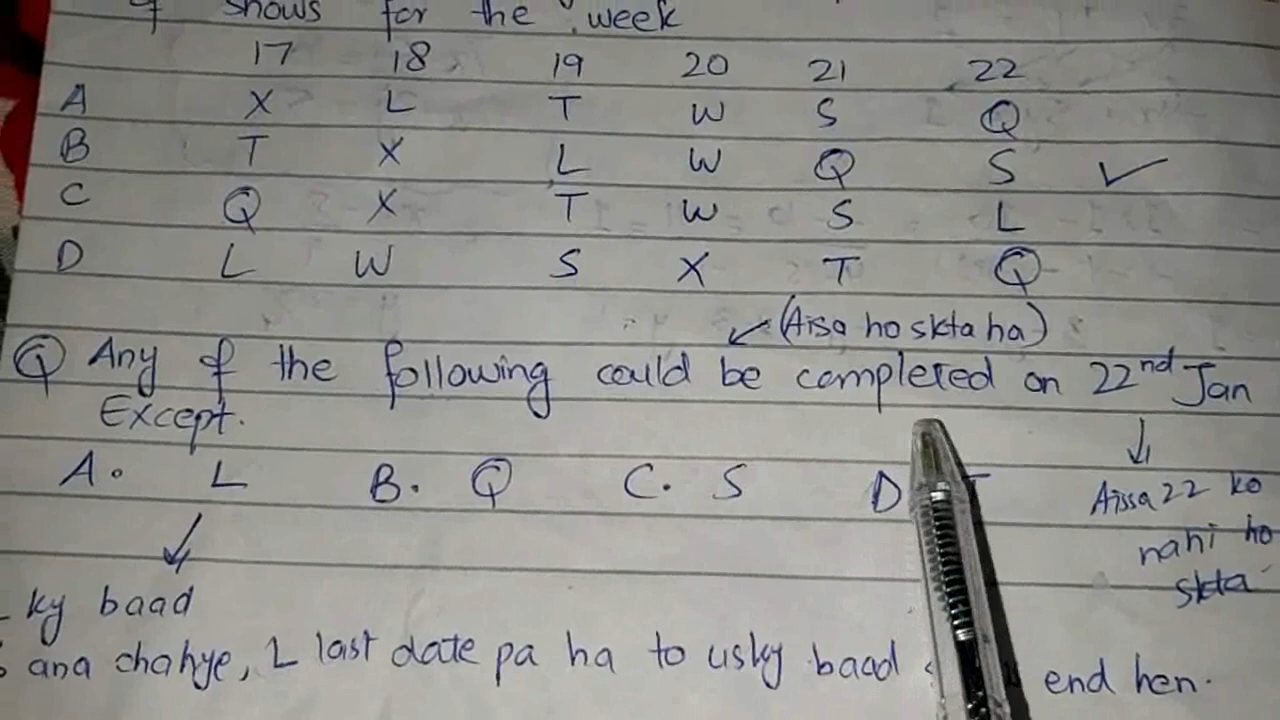 shows for the week
17 18 19 20 21 22
A X L T W S Q
B T X L W Q S ✓
C Q X T W S L
D L W S X T Q
(Aisa ho skta ha)
Q Any of the following could be completed on 22nd Jan
Except.
A. L B. Q C. S D
Aissa 22 ko
nahi ho
skta
ky baad
ana chahye, L last date pa ha to usky baad end hen.